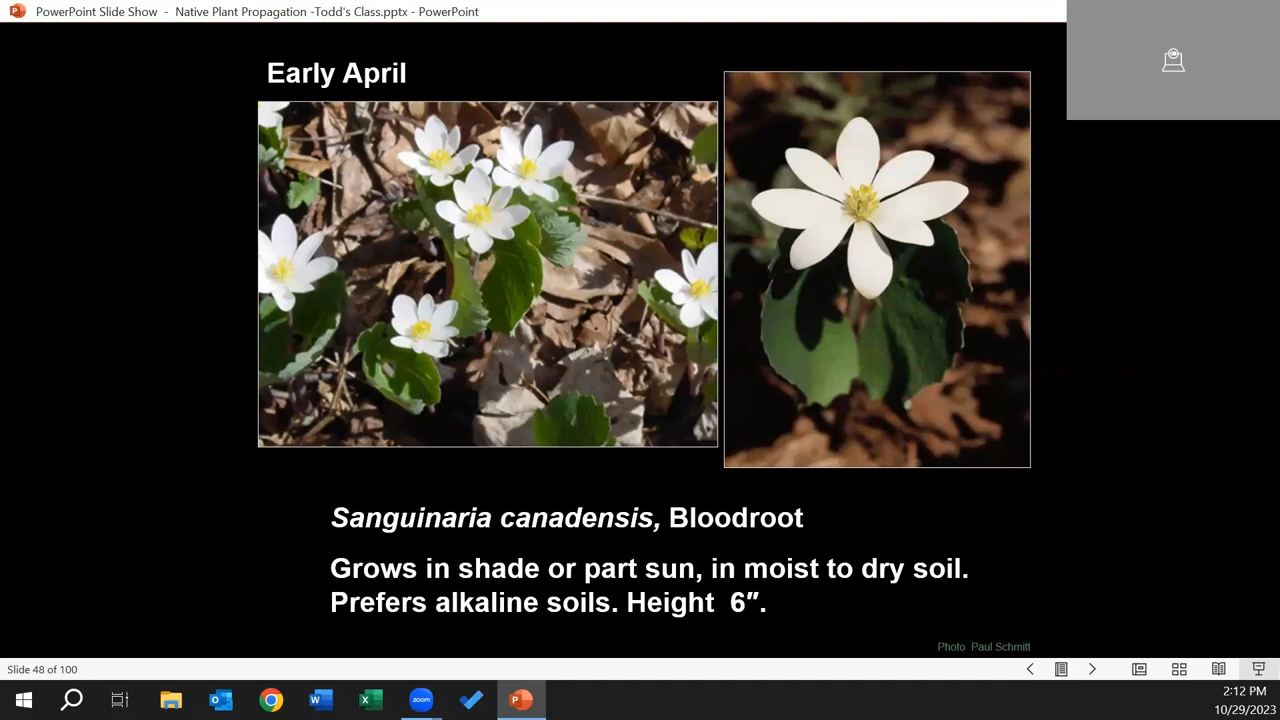 PowerPoint Slide Show - Native Plant Propagation -Todd's Class.pptx - PowerPoint
Early April
Sanguinaria canadensis, Bloodroot
Grows in shade or part sun, in moist to dry soil.
Prefers alkaline soils. Height 6″.
Photo Paul Schmitt
Slide 48 of 100
zoom
2:12 PM
10/29/2023